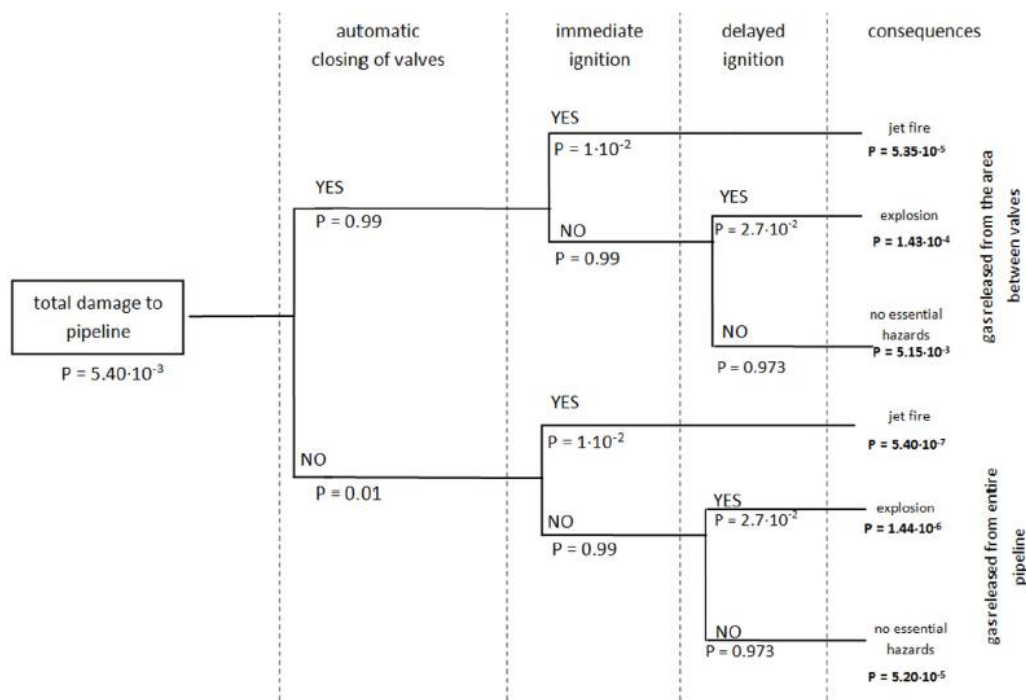 automatic
closing of valves
immediate
ignition
delayed
ignition
consequences
YES
P = 1·10⁻²
jet fire
P = 5.35·10⁻⁵
YES
P = 0.99
YES
P = 2.7·10⁻²
explosion
P = 1.43·10⁻⁴
NO
P = 0.99
gas released from the area
between valves
total damage to
pipeline
P = 5.40·10⁻³
NO
P = 0.973
no essential
hazards
P = 5.15·10⁻³
YES
P = 1·10⁻²
jet fire
P = 5.40·10⁻⁷
NO
P = 0.01
YES
P = 2.7·10⁻²
explosion
P = 1.44·10⁻⁶
NO
P = 0.99
gas released from entire
pipeline
NO
P = 0.973
no essential
hazards
P = 5.20·10⁻⁵